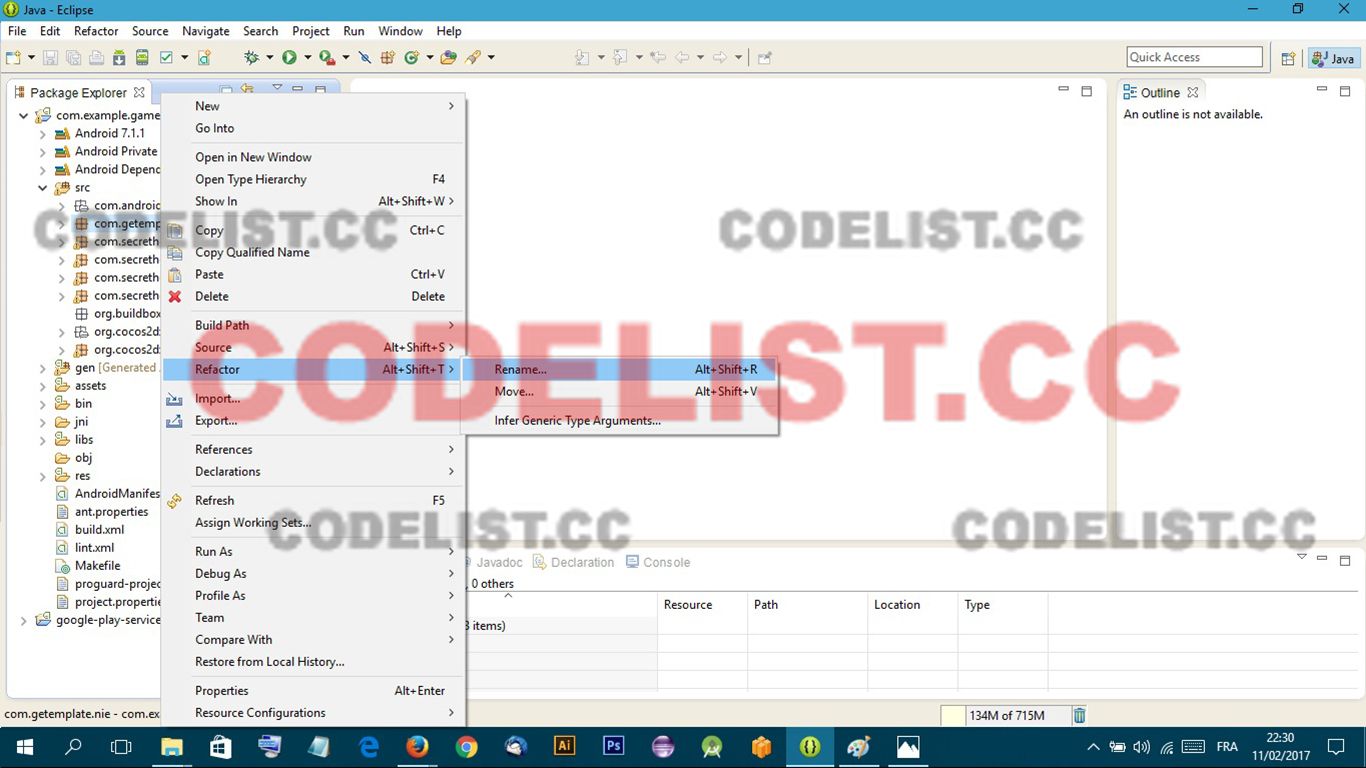 Java - Eclipse
File Edit Refactor Source Navigate Search Project Run Window Help
Quick Access
Java
Package Explorer
com.example.game
Android 7.1.1
Android Private
Android Depend
src
com.android
com.getemp
com.secreth
com.secreth
com.secreth
com.secreth
org.buildbox
org.cocos2d
org.cocos2d
gen [Generated
assets
bin
jni
libs
obj
res
AndroidManifes
ant.properties
build.xml
lint.xml
Makefile
proguard-projec
project.propertie
google-play-service
New
Go Into
Open in New Window
Open Type Hierarchy F4
Show In Alt+Shift+W
Copy Ctrl+C
Copy Qualified Name
Paste Ctrl+V
Delete Delete
Build Path
Source Alt+Shift+S
Refactor Alt+Shift+T
Import...
Export...
References
Declarations
Refresh F5
Assign Working Sets...
Run As
Debug As
Profile As
Team
Compare With
Restore from Local History...
Properties Alt+Enter
Resource Configurations
Rename... Alt+Shift+R
Move... Alt+Shift+V
Infer Generic Type Arguments...
Outline
An outline is not available.
CODELIST.CC
CODELIST.CC
CODELIST.CC
CODELIST.CC
CODELIST.CC
Javadoc Declaration Console
, 0 others
Resource Path Location Type
items)
com.getemplate.nie - com.exa
134M of 715M
Ai
Ps
FRA
22:30
11/02/2017